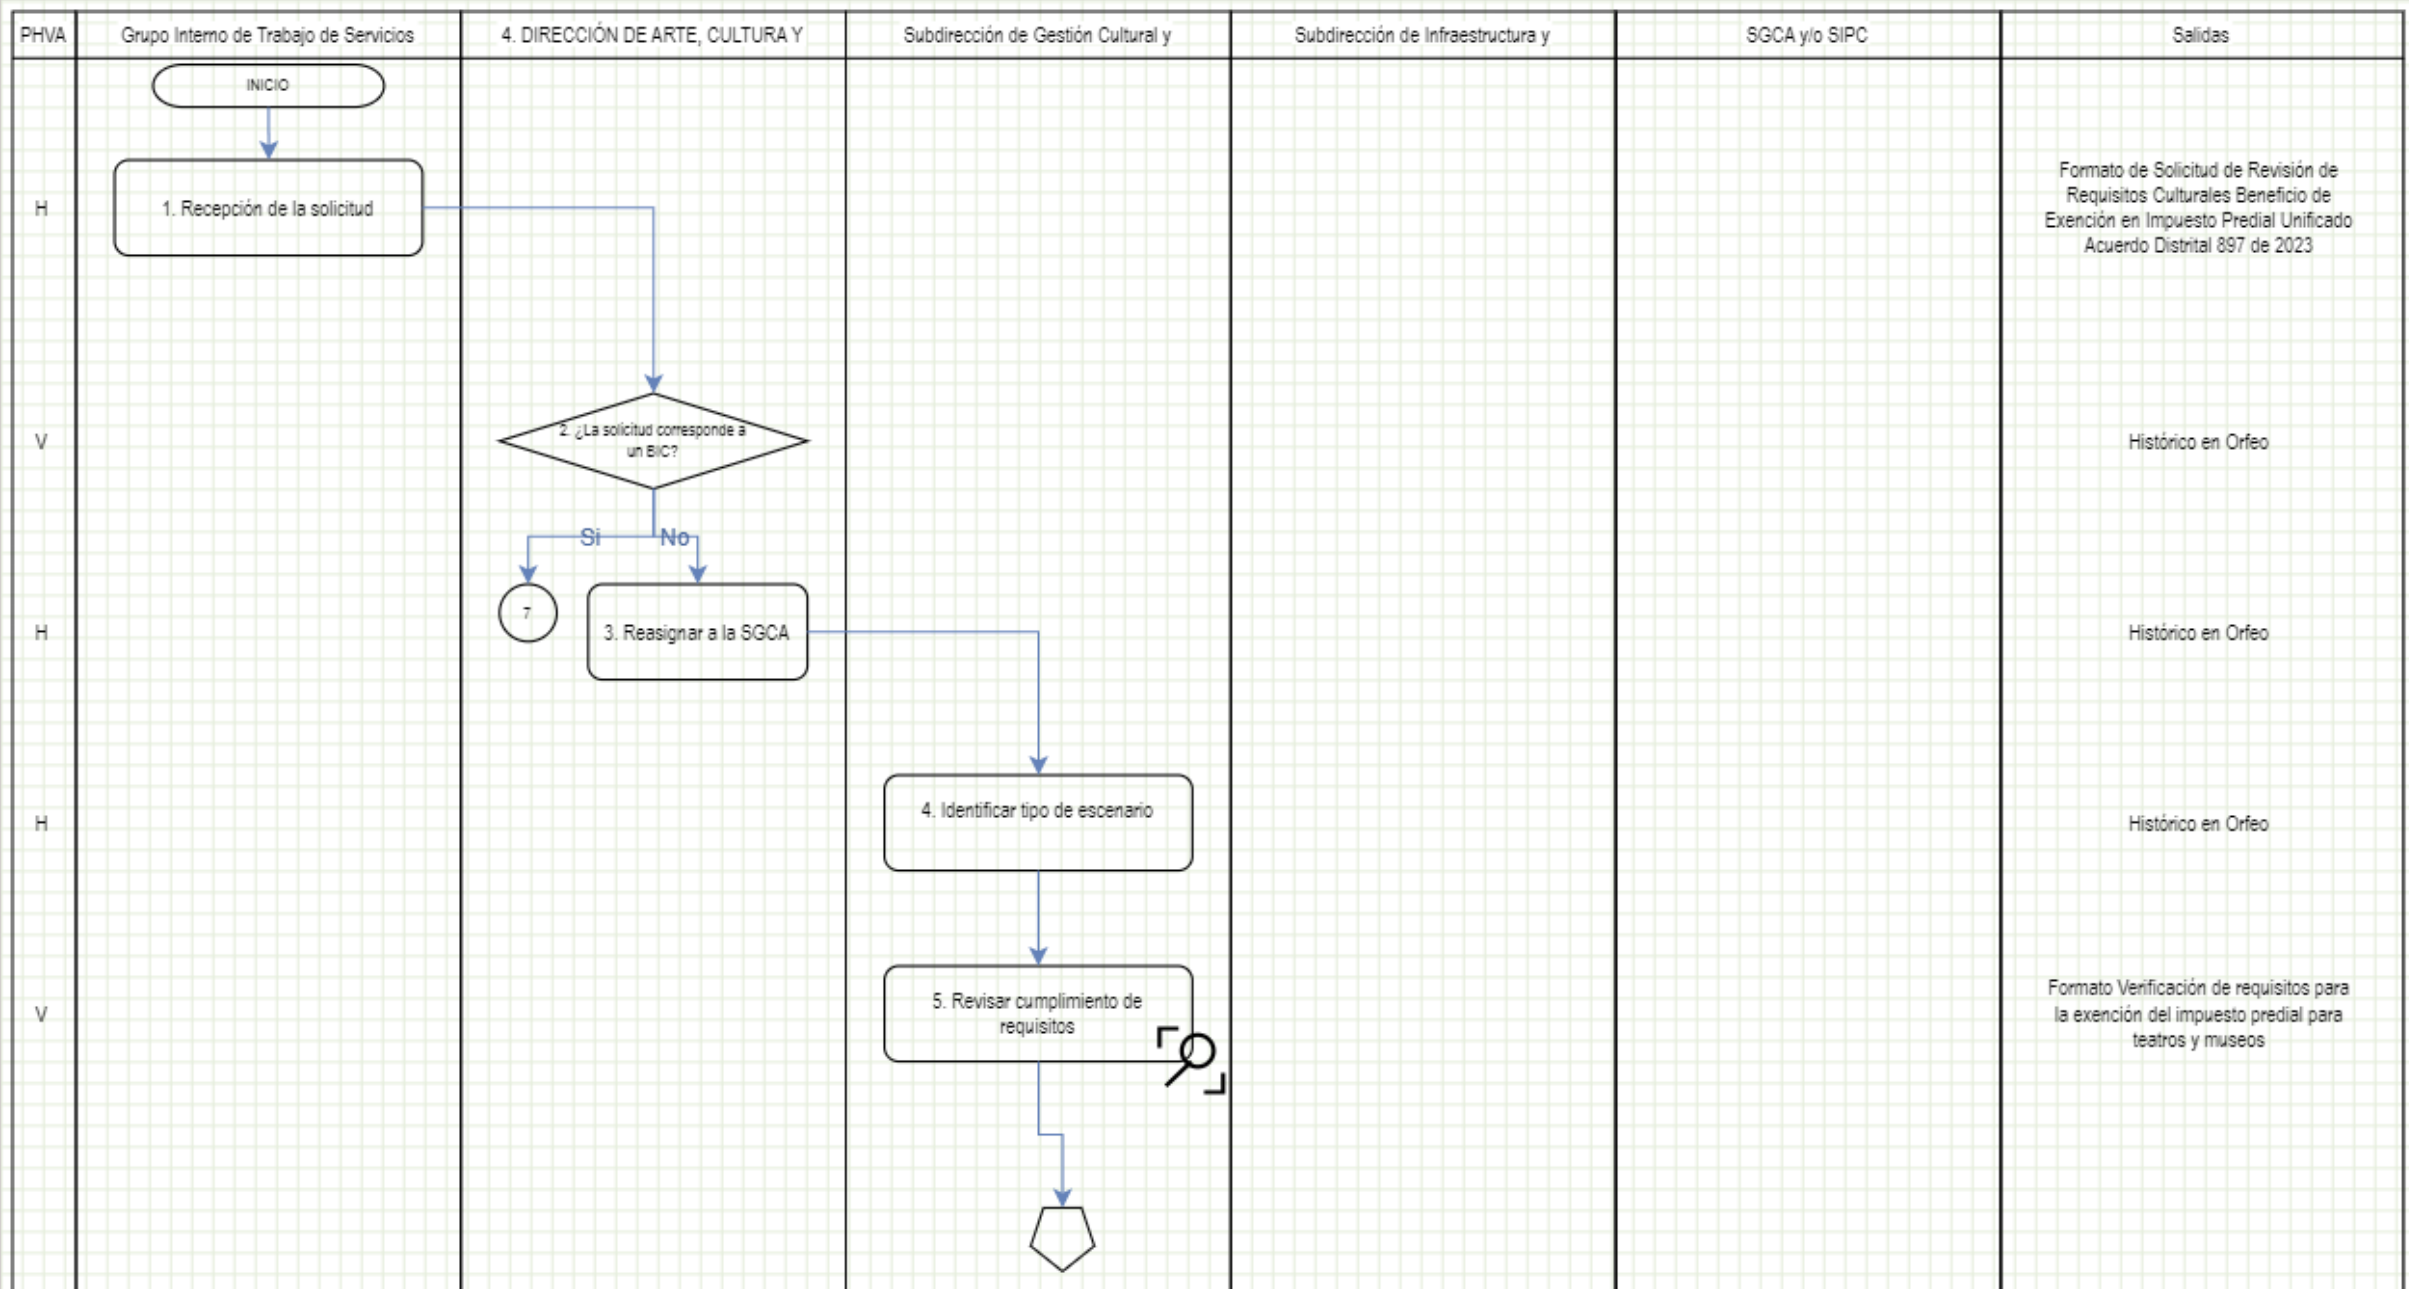 PHVA
Grupo Interno de Trabajo de Servicios
4. DIRECCIÓN DE ARTE, CULTURA Y
Subdirección de Gestión Cultural y
Subdirección de Infraestructura y
SGCA y/o SIPC
Salidas
INICIO
H
1. Recepción de la solicitud
Formato de Solicitud de Revisión de
Requisitos Culturales Beneficio de
Exención en Impuesto Predial Unificado
Acuerdo Distrital 897 de 2023
V
2. ¿La solicitud corresponde a
un BIC?
Histórico en Orfeo
Si
No
H
7
3. Reasignar a la SGCA
Histórico en Orfeo
H
4. Identificar tipo de escenario
Histórico en Orfeo
V
5. Revisar cumplimiento de
requisitos
Formato Verificación de requisitos para
la exención del impuesto predial para
teatros y museos